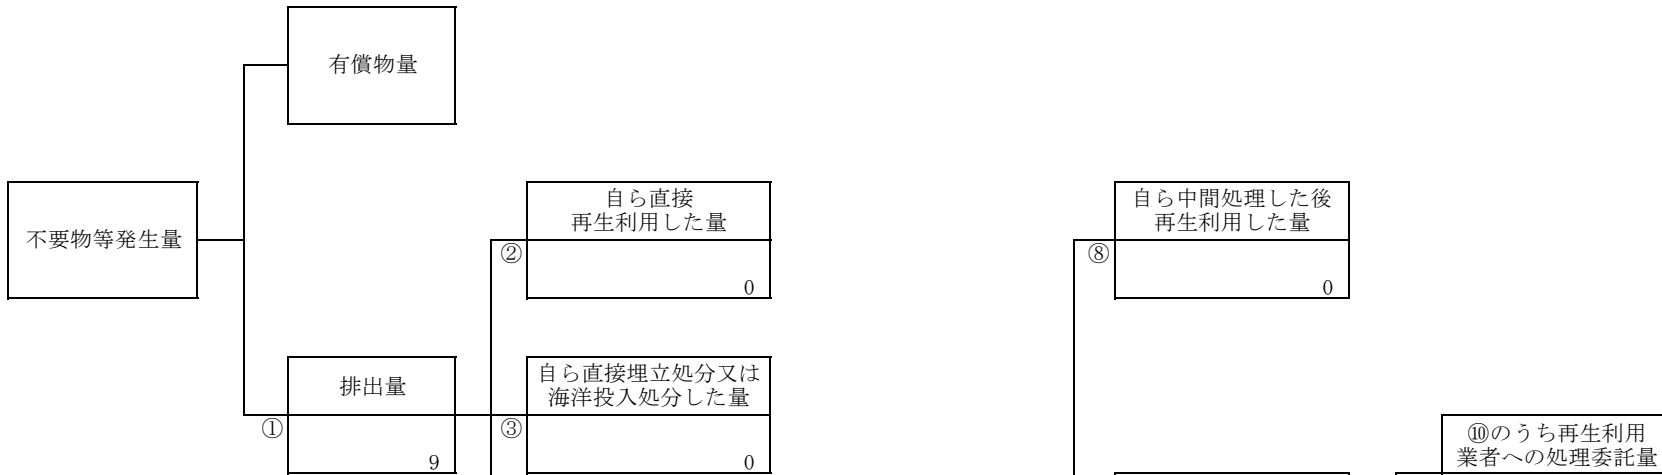 有償物量
不要物等発生量
自ら直接
再生利用した量
②
0
自ら中間処理した後
再生利用した量
⑧
0
排出量
①
9
自ら直接埋立処分又は
海洋投入処分した量
③
0
⑩のうち再生利用
業者への処理委託量